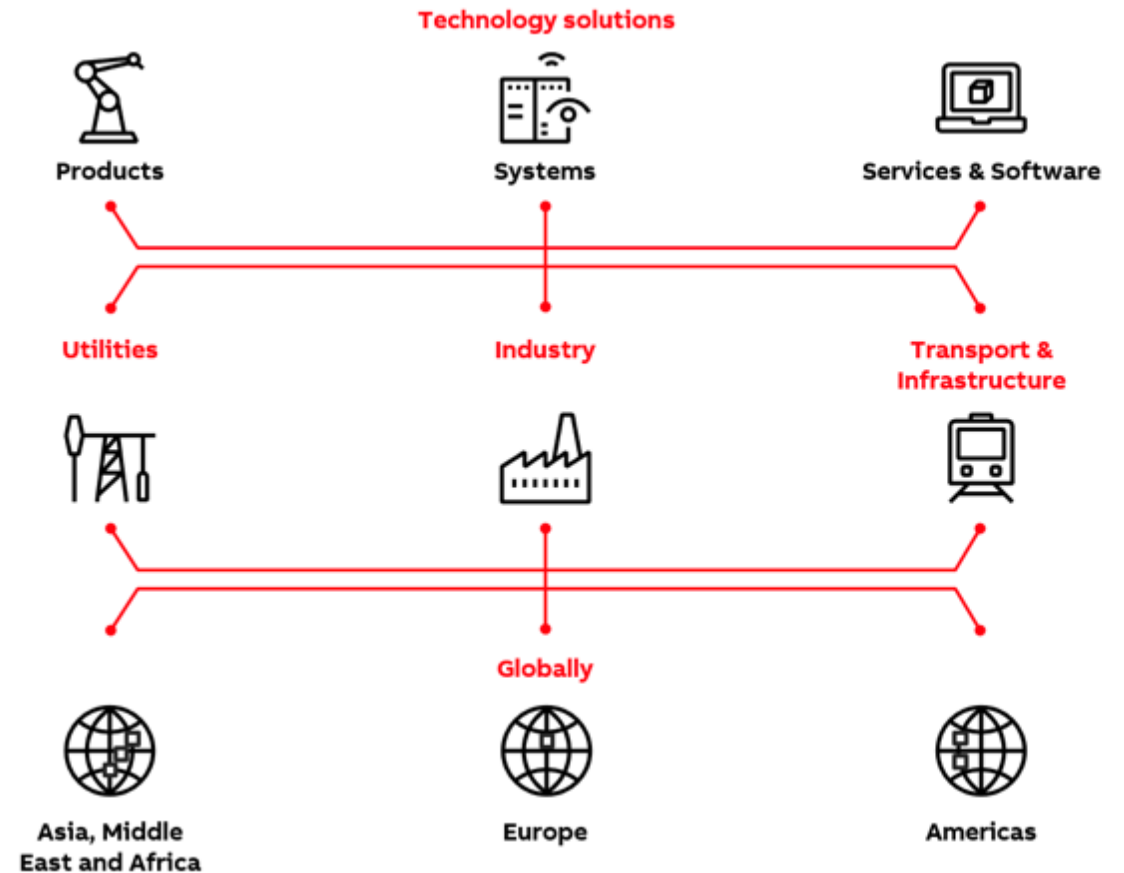 Technology solutions
Products
Systems
Services & Software
Utilities
Industry
Transport &
Infrastructure
Globally
Asia, Middle
East and Africa
Europe
Americas